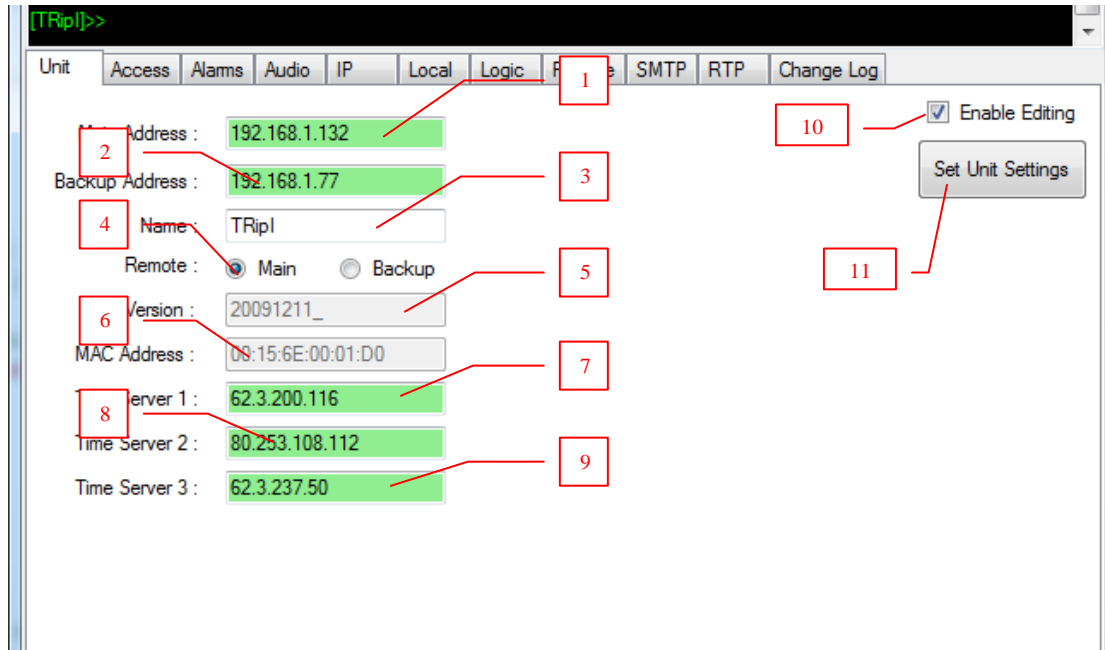 [TRipI]>>
Unit Access Alarms Audio IP Local Logic SMTP RTP Change Log
1
Address : 192.168.1.132
10
Enable Editing
2
Backup Address : 192.168.1.77
3
Set Unit Settings
4
Name : TRipI
Remote : Main Backup
5
11
Version : 20091211_
6
MAC Address : 00:15:6E:00:01:D0
7
Server 1 : 62.3.200.116
8
Time Server 2 : 80.253.108.112
9
Time Server 3 : 62.3.237.50